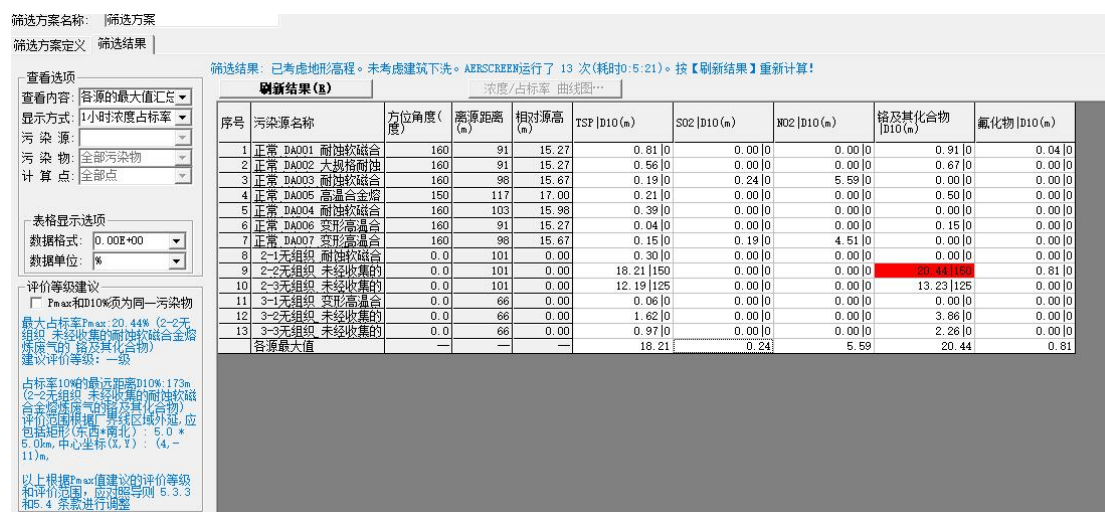 筛选方案名称: 筛选方案
筛选方案定义 筛选结果
筛选结果: 已考虑地形高程。未考虑建筑下洗。AERSCREEN运行了 13 次(耗时0:5:21)。按【刷新结果】重新计算!
刷新结果(R) 浓度/占标率 曲线图…
查看选项
查看内容: 各源的最大值汇总
显示方式: 1小时浓度占标率
污 染 源:
污 染 物: 全部污染物
计 算 点: 全部点
表格显示选项
数据格式: 0.00E+00
数据单位: %
评价等级建议
Pmax和D10%须为同一污染物
最大占标率Pmax:20.44% (2-2无
组织 未经收集的耐蚀软磁合金熔
炼废气的 铬及其化合物)
建议评价等级: 一级
占标率10%的最远距离D10%:173m
(2-2无组织 未经收集的耐蚀软磁
合金熔炼废气的铬及其化合物)
评价范围根据厂界线区域外延,应
包括矩形(东西*南北): 5.0 *
5.0km,中心坐标(X,Y): (4,-
11)m,
以上根据Pmax值建议的评价等级
和评价范围,应对照导则 5.3.3
和5.4 条款进行调整
序号 污染源名称 方位角度(度) 离源距离(m) 相对源高(m) TSP|D10(m) SO2|D10(m) NO2|D10(m) 铬及其化合物|D10(m) 氟化物|D10(m)
1 正常 DA001 耐蚀软磁合 160 91 15.27 0.81|0 0.00|0 0.00|0 0.91|0 0.04|0
2 正常 DA002 大规格耐蚀 160 91 15.27 0.56|0 0.00|0 0.00|0 0.67|0 0.00|0
3 正常 DA003 耐蚀软磁合 160 98 15.67 0.19|0 0.24|0 5.59|0 0.00|0 0.00|0
4 正常 DA005 高温合金熔 150 117 17.00 0.21|0 0.00|0 0.00|0 0.50|0 0.00|0
5 正常 DA004 耐蚀软磁合 160 103 15.98 0.39|0 0.00|0 0.00|0 0.00|0 0.00|0
6 正常 DA006 变形高温合 160 91 15.27 0.04|0 0.00|0 0.00|0 0.15|0 0.00|0
7 正常 DA007 变形高温合 160 98 15.67 0.15|0 0.19|0 4.51|0 0.00|0 0.00|0
8 2-1无组织 耐蚀软磁合 0.0 101 0.00 0.30|0 0.00|0 0.00|0 0.00|0 0.00|0
9 2-2无组织 未经收集的 0.0 101 0.00 18.21|150 0.00|0 0.00|0 20.44 0.81|0
10 2-3无组织 未经收集的 0.0 101 0.00 12.19|125 0.00|0 0.00|0 13.23|125 0.00|0
11 3-1无组织 变形高温合 0.0 66 0.00 0.06|0 0.00|0 0.00|0 0.00|0 0.00|0
12 3-2无组织 未经收集的 0.0 66 0.00 1.62|0 0.00|0 0.00|0 3.86|0 0.00|0
13 3-3无组织 未经收集的 0.0 66 0.00 0.97|0 0.00|0 0.00|0 2.26|0 0.00|0
各源最大值 — — — 18.21 0.24 5.59 20.44 0.81